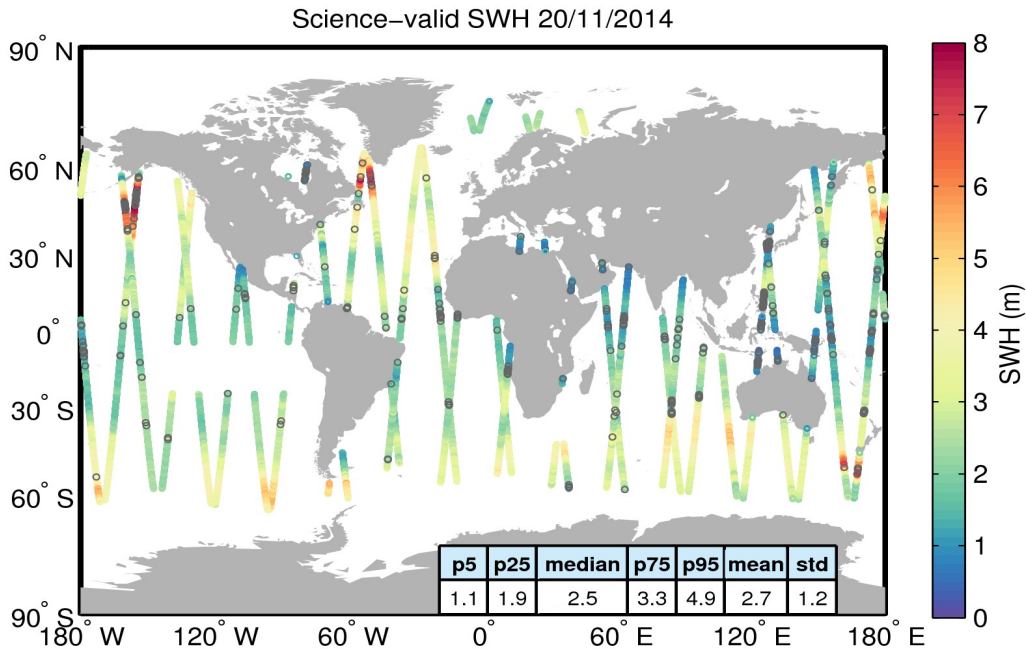 Science−valid SWH 20/11/2014
90° N
60° N
30° N
0°
30° S
60° S
90° S
180° W
120° W
60° W
0°
60° E
120° E
180° E
p5 p25 median p75 p95 mean std
1.1 1.9 2.5 3.3 4.9 2.7 1.2
8
7
6
5
4
3
2
1
0
SWH (m)